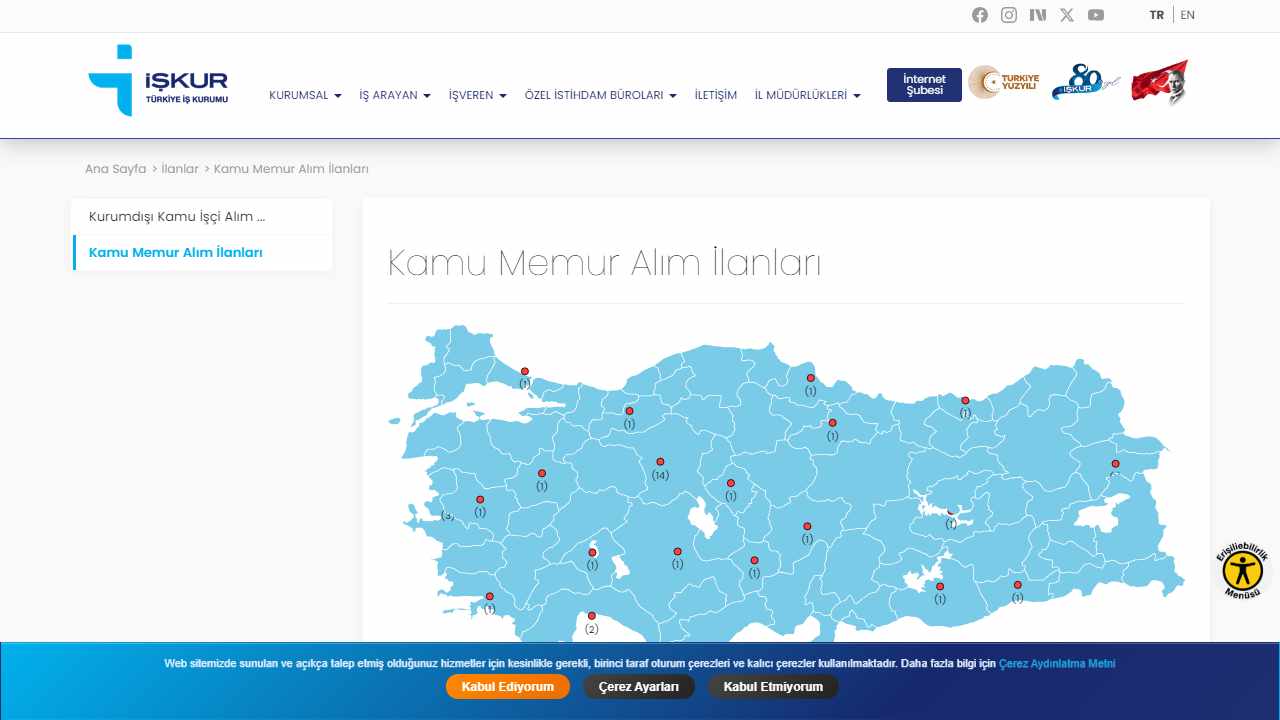 TR | EN
İŞKUR
TÜRKİYE İŞ KURUMU
KURUMSAL İŞ ARAYAN İŞVEREN ÖZEL İSTİHDAM BÜROLARI İLETİŞİM İL MÜDÜRLÜKLERİ
İnternet
Şubesi
TÜRKİYE
YÜZYILI
80
İŞKUR
Ana Sayfa > İlanlar > Kamu Memur Alım İlanları
Kurumdışı Kamu İşçi Alım ...
Kamu Memur Alım İlanları
Kamu Memur Alım İlanları
(1)
(1)
(1)
(1)
(1)
(14)
(1)
(1)
(1)
(3)
(1)
(1)
(1)
(1)
(1)
(1)
(1)
(1)
(2)
Erişilebilirlik
Menüsü
Web sitemizde sunulan ve açıkça talep etmiş olduğunuz hizmetler için kesinlikle gerekli, birinci taraf oturum çerezleri ve kalıcı çerezler kullanılmaktadır. Daha fazla bilgi için Çerez Aydınlatma Metni
Kabul Ediyorum Çerez Ayarları Kabul Etmiyorum